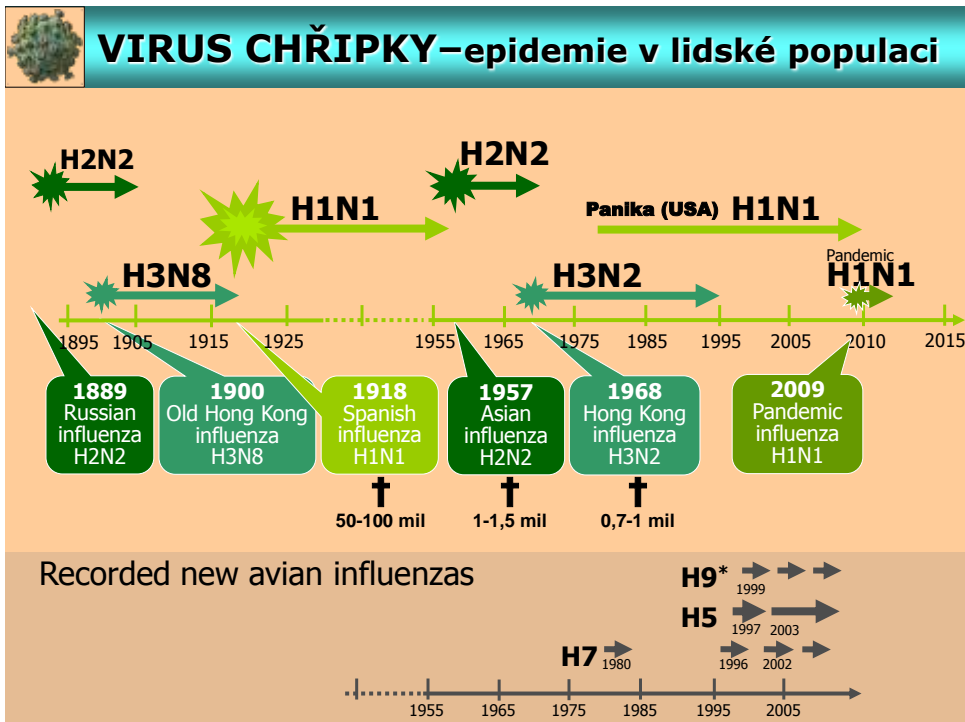 VIRUS CHŘIPKY–epidemie v lidské populaci
H2N2
H2N2
H1N1
Panika (USA) H1N1
Pandemic
H1N1
H3N8
H3N2
1895 1905 1915 1925 1955 1965 1975 1985 1995 2005 2010 2015
1889
Russian
influenza
H2N2
1900
Old Hong Kong
influenza
H3N8
1918
Spanish
influenza
H1N1
1957
Asian
influenza
H2N2
1968
Hong Kong
influenza
H3N2
2009
Pandemic
influenza
H1N1
50-100 mil
1-1,5 mil
0,7-1 mil
Recorded new avian influenzas
H9*
1999
H5
1997 2003
H7 1980 1996 2002
1955 1965 1975 1985 1995 2005